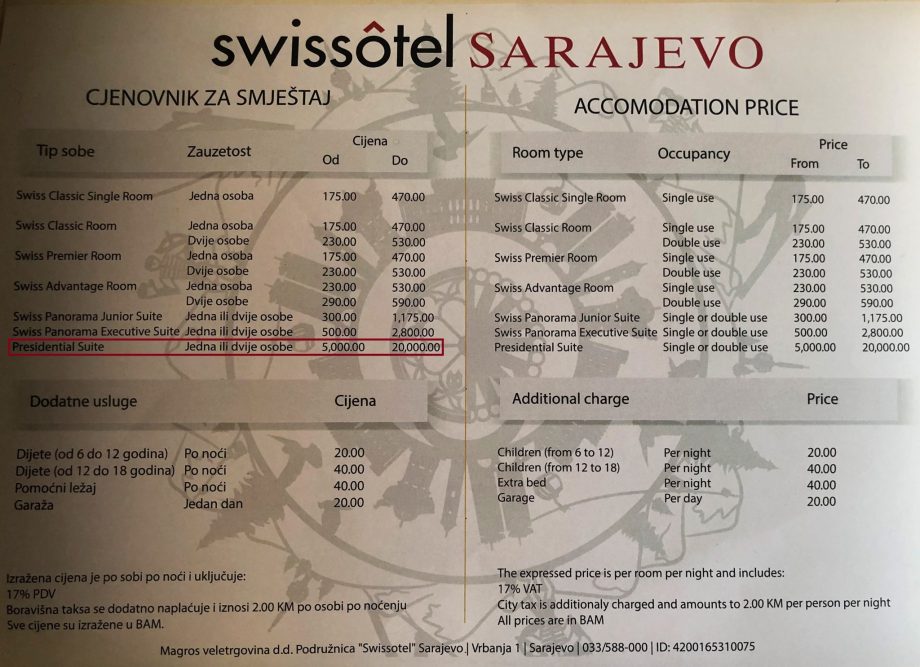 swissôtel SARAJEVO
CJENOVNIK ZA SMJEŠTAJ
Tip sobe Zauzetost Cijena
Od Do
Swiss Classic Single Room Jedna osoba 175.00 470.00
Swiss Classic Room Jedna osoba 175.00 470.00
Dvije osobe 230.00 530.00
Swiss Premier Room Jedna osoba 175.00 470.00
Dvije osobe 230.00 530.00
Swiss Advantage Room Jedna osoba 230.00 530.00
Dvije osobe 290.00 590.00
Swiss Panorama Junior Suite Jedna ili dvije osobe 300.00 1,175.00
Swiss Panorama Executive Suite Jedna ili dvije osobe 500.00 2,800.00
Presidential Suite Jedna ili dvije osobe 5,000.00 20,000.00
Dodatne usluge Cijena
Dijete (od 6 do 12 godina) Po noći 20.00
Dijete (od 12 do 18 godina) Po noći 40.00
Pomoćni ležaj Po noći 40.00
Garaža Jedan dan 20.00
Izražena cijena je po sobi po noći i uključuje:
17% PDV
Boravišna taksa se dodatno naplaćuje i iznosi 2.00 KM po osobi po noćenju
Sve cijene su izražene u BAM.
ACCOMODATION PRICE
Room type Occupancy Price
From To
Swiss Classic Single Room Single use 175.00 470.00
Swiss Classic Room Single use 175.00 470.00
Double use 230.00 530.00
Swiss Premier Room Single use 175.00 470.00
Double use 230.00 530.00
Swiss Advantage Room Single use 230.00 530.00
Double use 290.00 590.00
Swiss Panorama Junior Suite Single or double use 300.00 1,175.00
Swiss Panorama Executive Suite Single or double use 500.00 2,800.00
Presidential Suite Single or double use 5,000.00 20,000.00
Additional charge Price
Children (from 6 to 12) Per night 20.00
Children (from 12 to 18) Per night 40.00
Extra bed Per night 40.00
Garage Per day 20.00
The expressed price is per room per night and includes:
17% VAT
City tax is additionaly charged and amounts to 2.00 KM per person per night
All prices are in BAM
Magros veletrgovina d.d. Podružnica "Swissotel" Sarajevo | Vrbanja 1 | Sarajevo | 033/588-000 | ID: 4200165310075